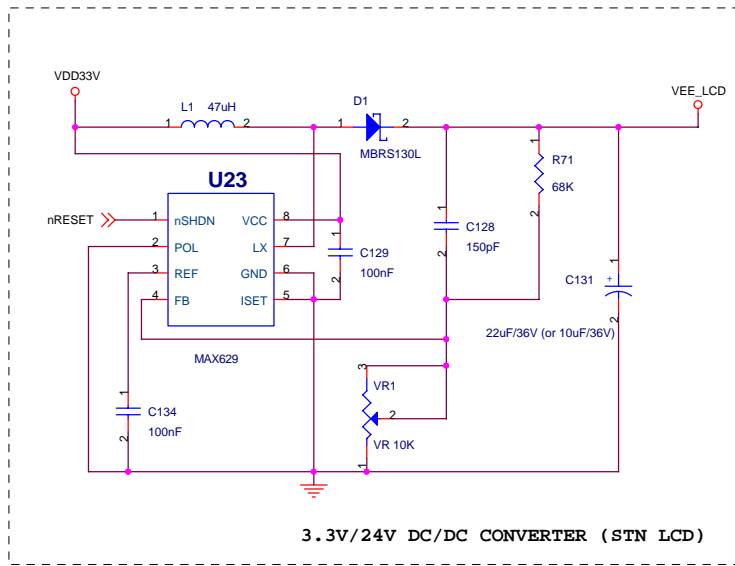 VDD33V
VEE_LCD
L1 47uH
1 2
D1
1 2
MBRS130L
U23
nRESET
1 nSHDN VCC 8
2 POL LX 7
3 REF GND 6
4 FB ISET 5
MAX629
1
C129
100nF
2
1
C128
150pF
2
1
R71
68K
2
1
C131
+
22uF/36V (or 10uF/36V)
2
1
C134
100nF
2
3
VR1
2
VR 10K
1
3.3V/24V DC/DC CONVERTER (STN LCD)